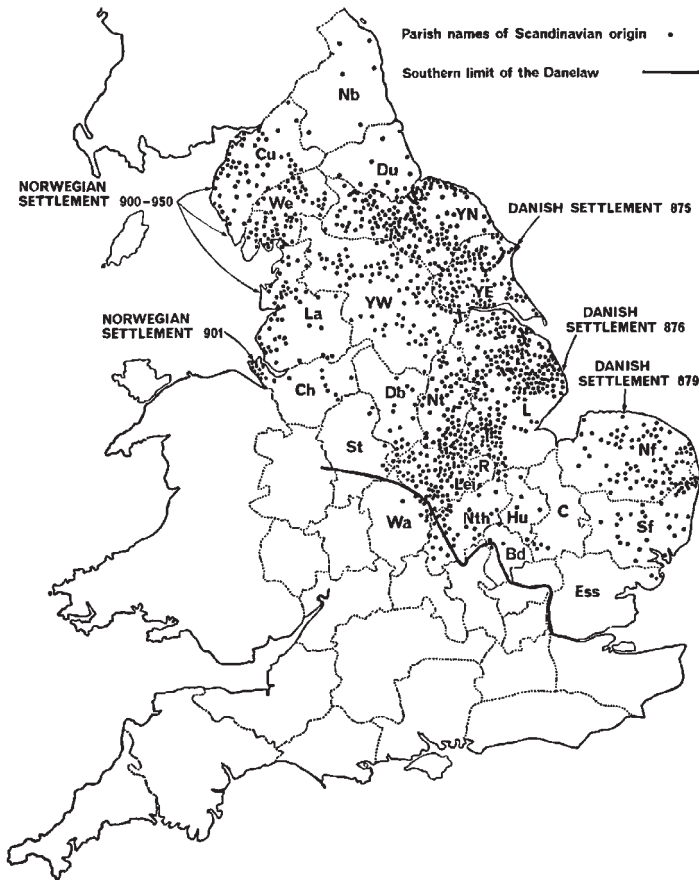 Parish names of Scandinavian origin
Southern limit of the Danelaw
Nb
Cu
Du
NORWEGIAN
SETTLEMENT 900-950
We
YN
DANISH SETTLEMENT 875
YE
La
YW
NORWEGIAN
SETTLEMENT 901
DANISH
SETTLEMENT 876
DANISH
SETTLEMENT 879
Ch
Db
Nt
L
St
Nf
R
Lei
Wa
Nth
Hu
C
Sf
Bd
Ess